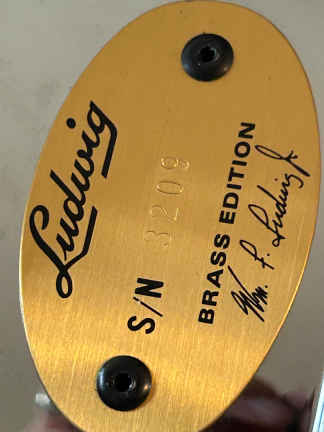 Ludwig
S/N 3209
BRASS EDITION
Wm. F. Ludwig Jr.